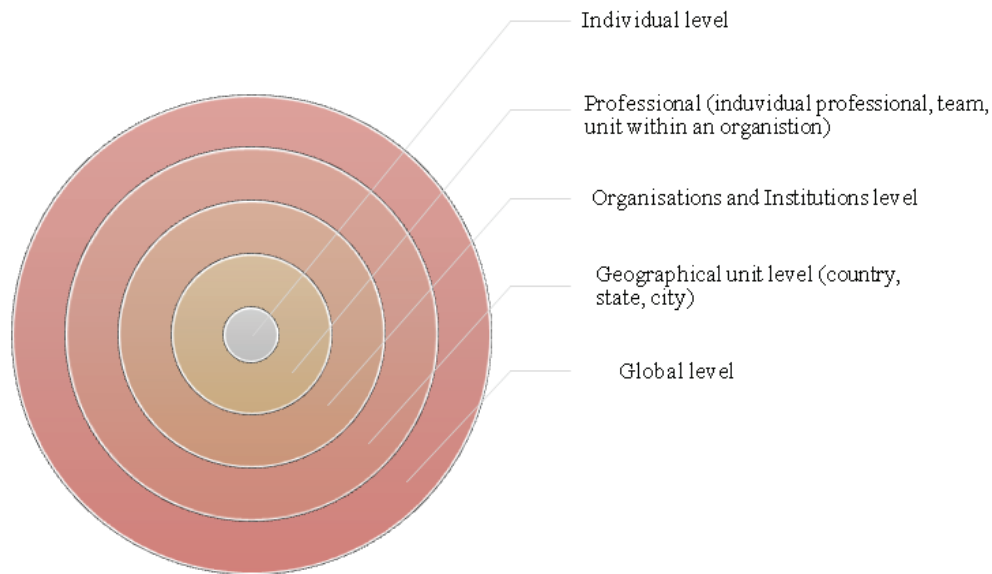 Individual level
Professional (induvidual professional, team,
unit within an organistion)
Organisations and Institutions level
Geographical unit level (country,
state, city)
Global level